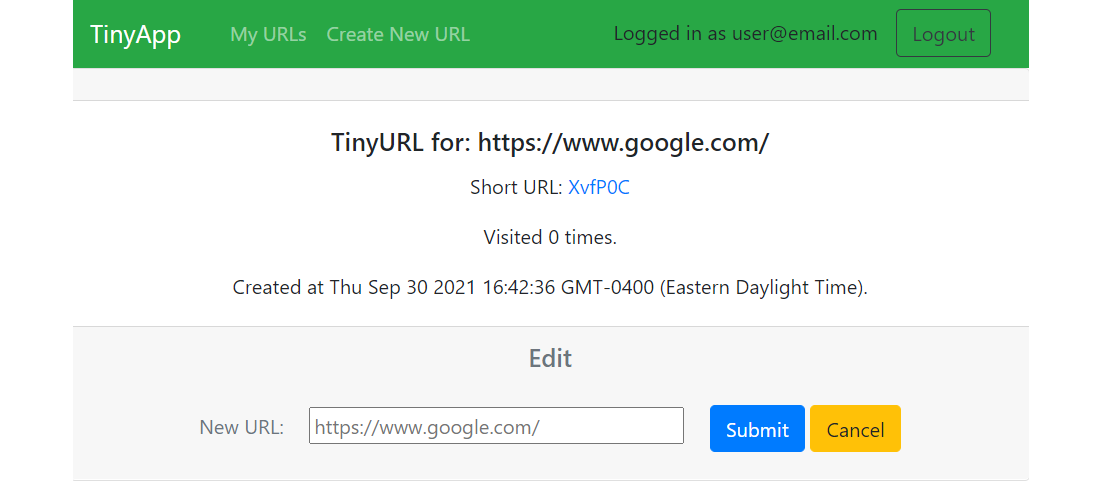 TinyApp My URLs Create New URL Logged in as user@email.com Logout
TinyURL for: https://www.google.com/
Short URL: XvfP0C
Visited 0 times.
Created at Thu Sep 30 2021 16:42:36 GMT-0400 (Eastern Daylight Time).
Edit
New URL: https://www.google.com/ Submit Cancel